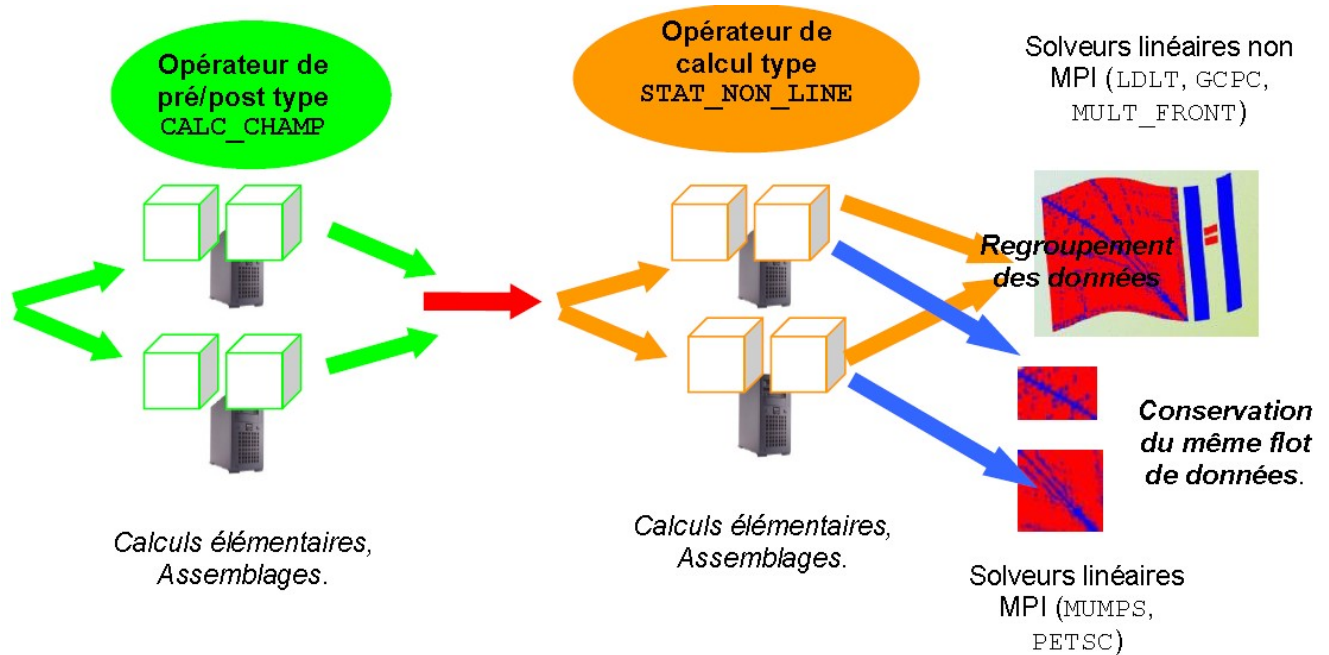 Opérateur de
pré/post type
CALC_CHAMP
Opérateur de
calcul type
STAT_NON_LINE
Solveurs linéaires non
MPI (LDLT, GCPC,
MULT_FRONT)
Regroupement
des données
Conservation
du même flot
de données.
Calculs élémentaires,
Assemblages.
Calculs élémentaires,
Assemblages.
Solveurs linéaires
MPI (MUMPS,
PETSC)